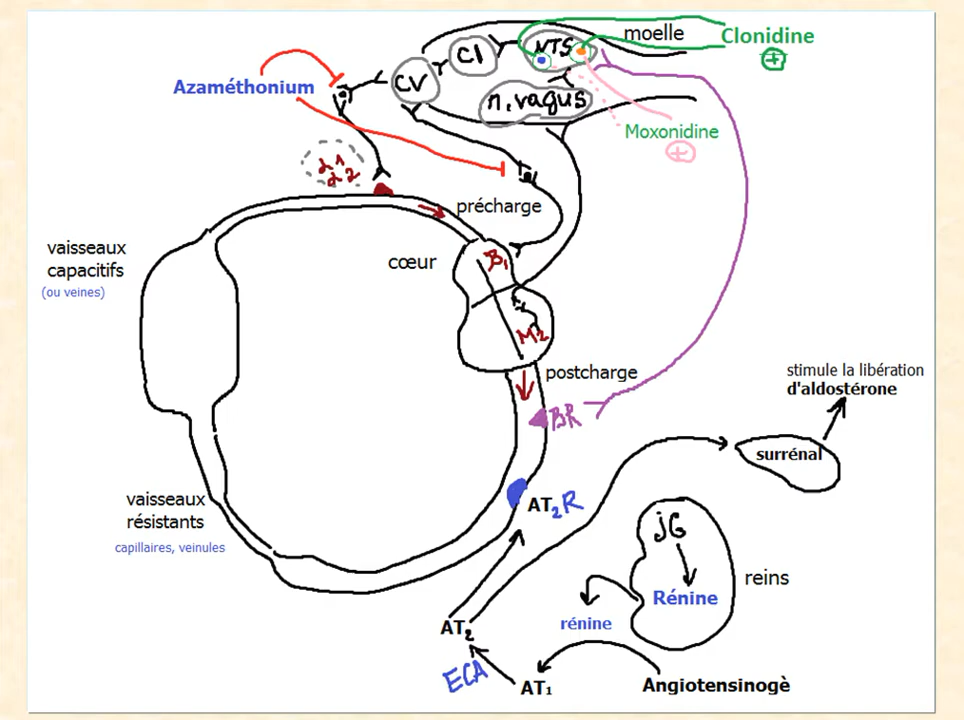 moelle
Clonidine
+
NTS
CI
CV
n.vagus
Azaméthonium
Moxonidine
+
α1
α2
précharge
vaisseaux
capacitifs
(ou veines)
cœur
B1
M2
postcharge
BR
stimule la libération
d'aldostérone
surrénal
vaisseaux
résistants
capillaires, veinules
AT2R
jG
Rénine
reins
rénine
AT2
ECA
AT1
Angiotensinogè